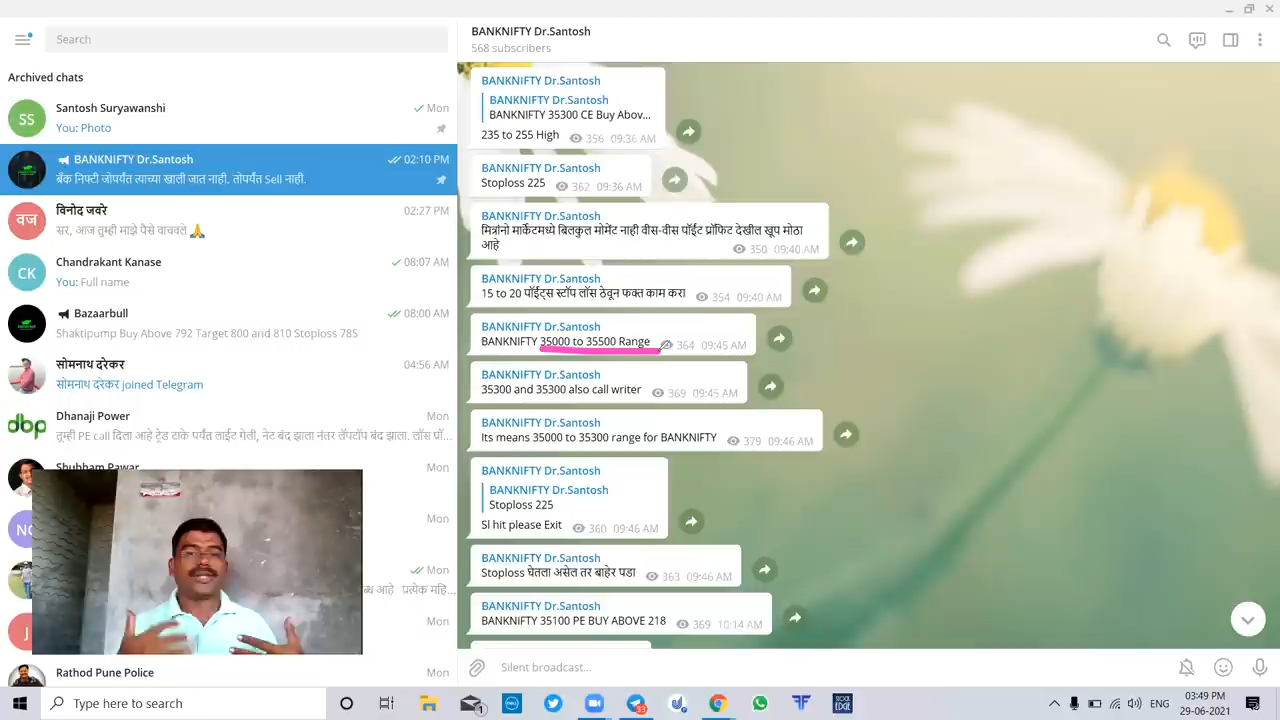 Search
Archived chats
Santosh Suryawanshi
Mon
You: Photo
BANKNIFTY Dr.Santosh
02:10 PM
बँक निफ्टी जोपर्यंत त्याच्या खाली जात नाही. तोपर्यंत Sell नाही.
वज
विनोद जवरे
02:27 PM
सर, आज तुम्ही माझे पैसे वाचवले 🙏
CK
Chandrakant Kanase
08:07 AM
You: Full name
Bazaarbull
08:00 AM
Shaktipump Buy Above 792 Target 800 and 810 Stoploss 785
सोमनाथ दरेकर
04:56 AM
सोमनाथ दरेकर joined Telegram
dbp
Dhanaji Power
Mon
तुम्ही PE call दिला आहे ट्रेड टाके पर्यंत लाईट गेली, नेट बंद झाला नंतर लॅपटॉप बंद झाला. लॉस प्रॉ...
Shubham Pawar
Mon
Mon
Mon
ब्ध आहे प्रत्येक महि...
J
Mon
Rathod Pune Police
Mon
SS
BANKNIFTY Dr.Santosh
568 subscribers
BANKNIFTY Dr.Santosh
BANKNIFTY Dr.Santosh
BANKNIFTY 35300 CE Buy Abov...
235 to 255 High 356 09:36 AM
BANKNIFTY Dr.Santosh
Stoploss 225 362 09:36 AM
BANKNIFTY Dr.Santosh
मित्रांनो मार्केटमध्ये बिलकुल मोमेंट नाही वीस-वीस पॉईंट प्रॉफिट देखील खूप मोठा
आहे 350 09:40 AM
BANKNIFTY Dr.Santosh
15 to 20 पॉईंट्स स्टॉप लॉस ठेवून फक्त काम करा 354 09:40 AM
BANKNIFTY Dr.Santosh
BANKNIFTY 35000 to 35500 Range 364 09:45 AM
BANKNIFTY Dr.Santosh
35300 and 35300 also call writer 369 09:45 AM
BANKNIFTY Dr.Santosh
Its means 35000 to 35300 range for BANKNIFTY 379 09:46 AM
BANKNIFTY Dr.Santosh
BANKNIFTY Dr.Santosh
Stoploss 225
Sl hit please Exit 360 09:46 AM
BANKNIFTY Dr.Santosh
Stoploss घेतला असेल तर बाहेर पडा 363 09:46 AM
BANKNIFTY Dr.Santosh
BANKNIFTY 35100 PE BUY ABOVE 218 369 10:14 AM
Silent broadcast...
Type here to search
ENG
03:49 PM
29-06-2021